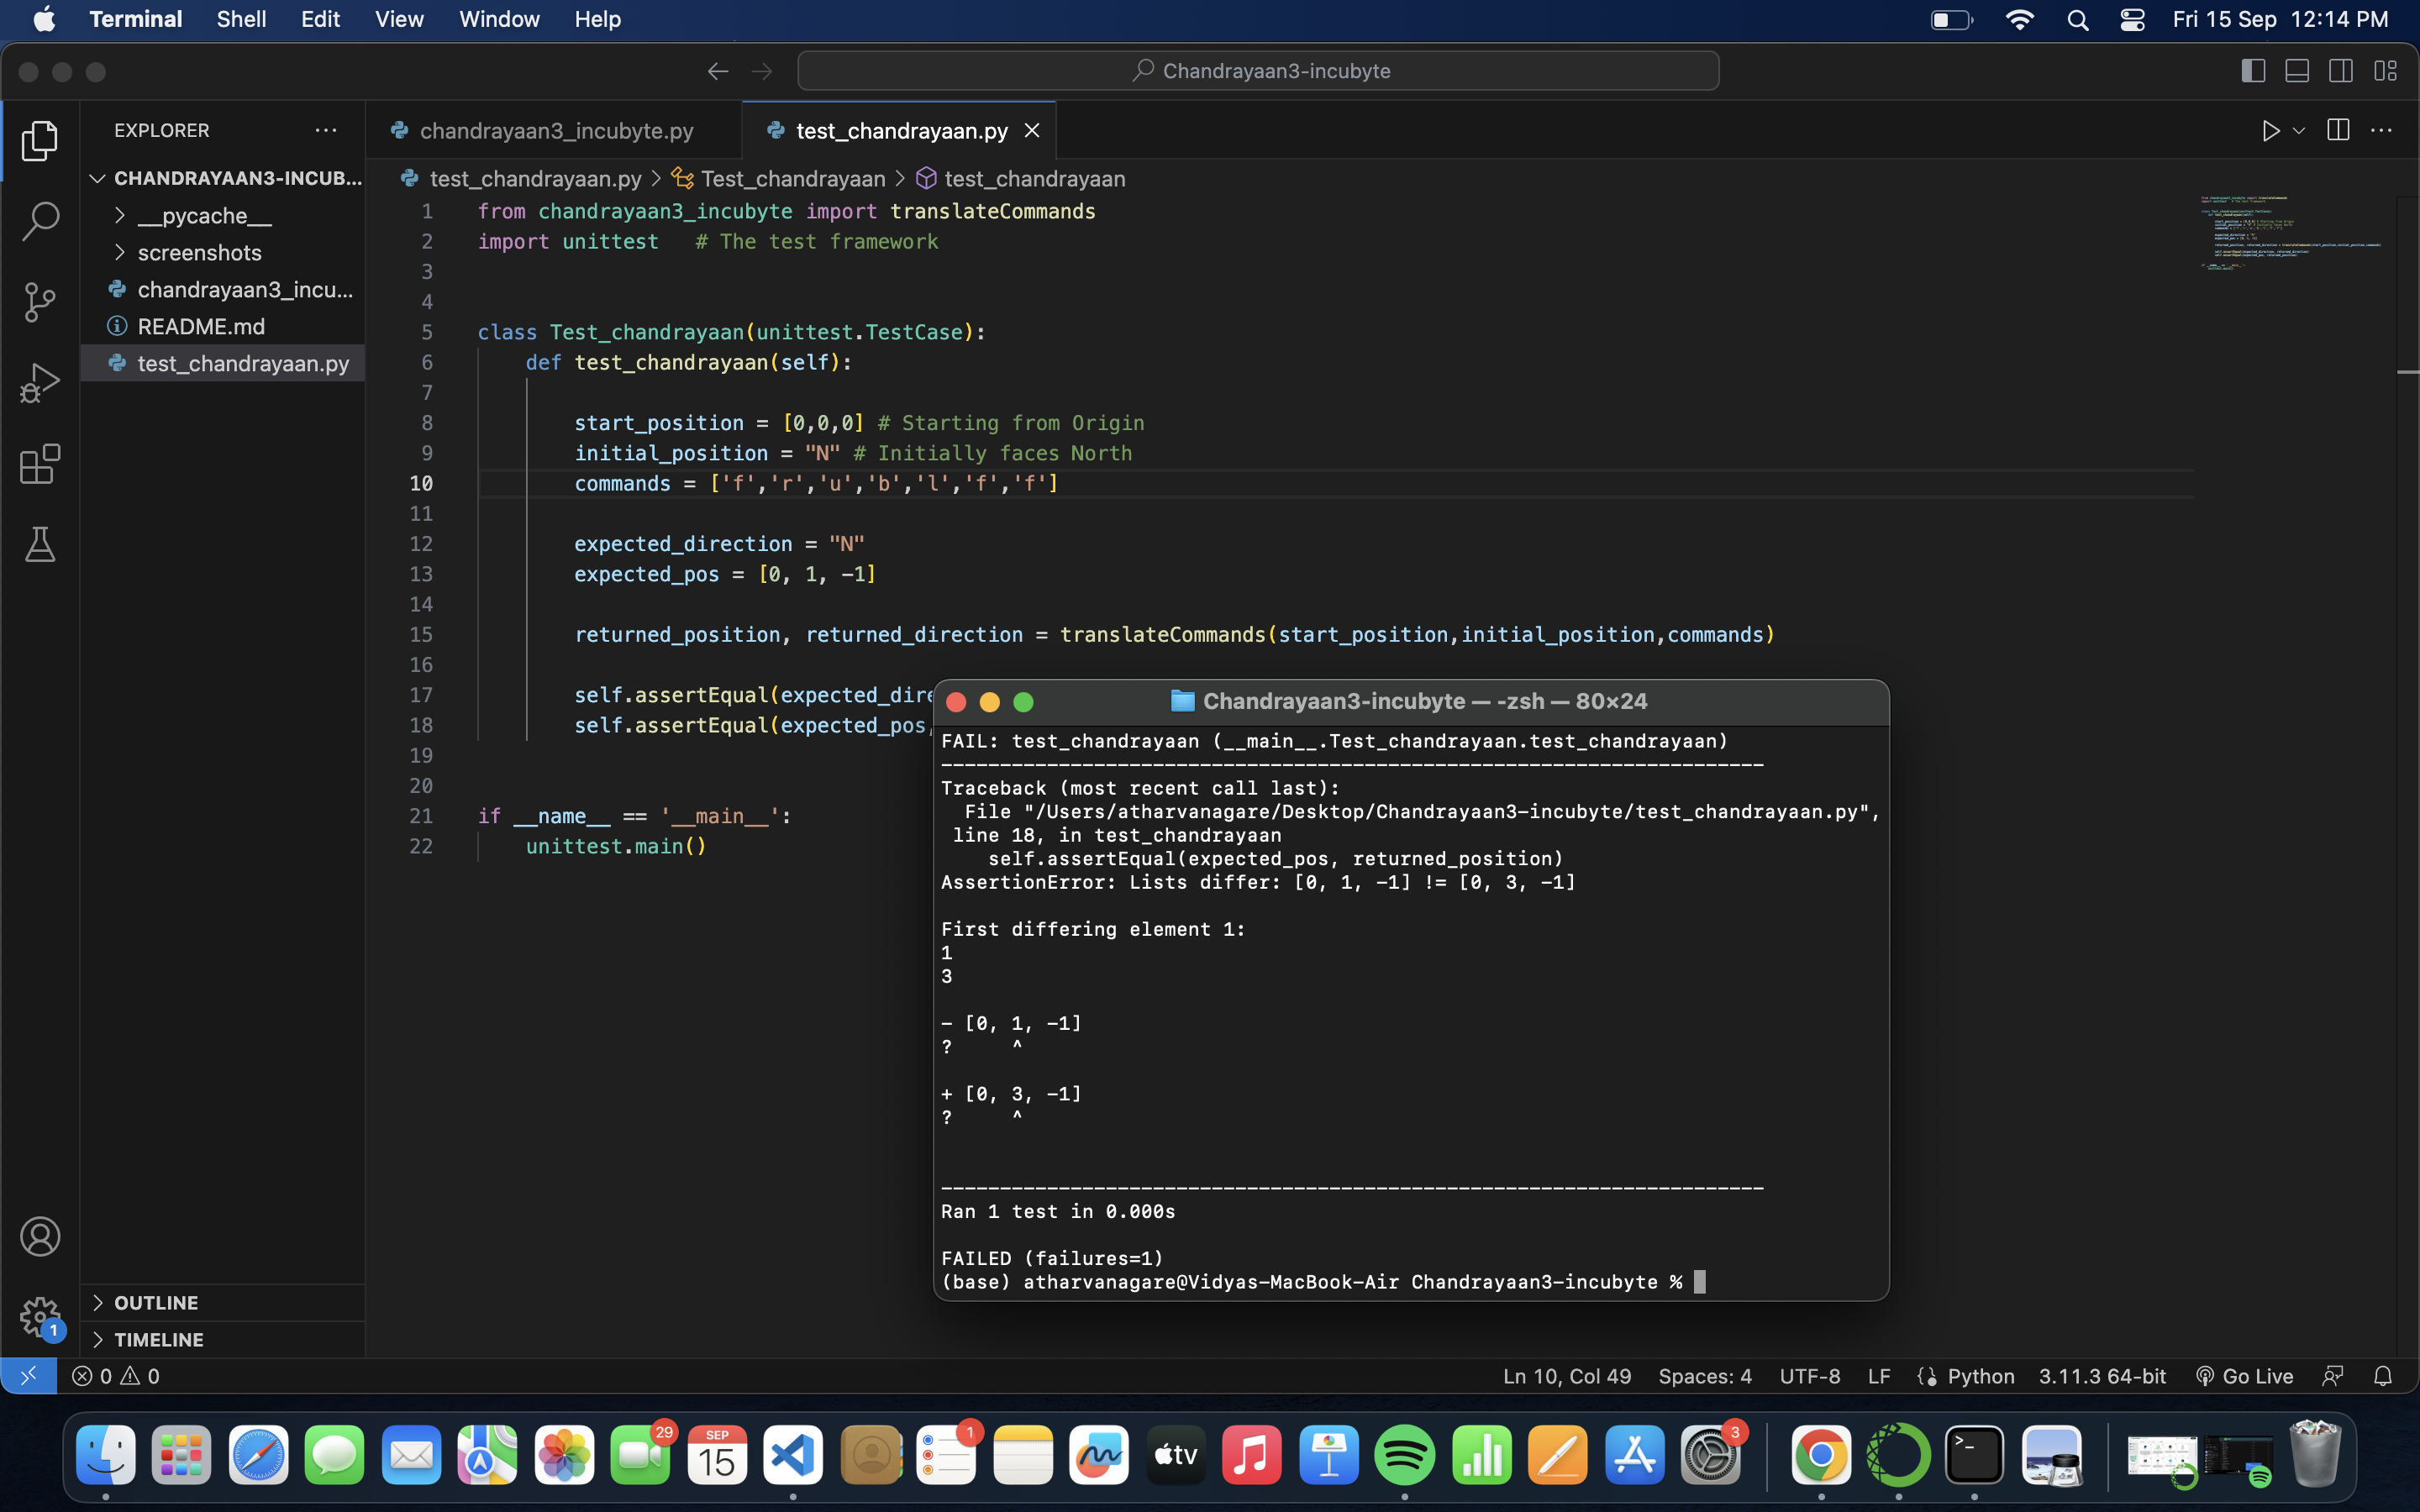 Terminal Shell Edit View Window Help Fri 15 Sep 12:14 PM
Chandrayaan3-incubyte
EXPLORER
CHANDRAYAAN3-INCUB...
__pycache__
screenshots
chandrayaan3_incu...
README.md
test_chandrayaan.py
OUTLINE
TIMELINE
1
chandrayaan3_incubyte.py test_chandrayaan.py
test_chandrayaan.py > Test_chandrayaan > test_chandrayaan
1 from chandrayaan3_incubyte import translateCommands
2 import unittest # The test framework
3
4
5 class Test_chandrayaan(unittest.TestCase):
6 def test_chandrayaan(self):
7
8 start_position = [0,0,0] # Starting from Origin
9 initial_position = "N" # Initially faces North
10 commands = ['f','r','u','b','l','f','f']
11
12 expected_direction = "N"
13 expected_pos = [0, 1, -1]
14
15 returned_position, returned_direction = translateCommands(start_position,initial_position,commands)
16
17 self.assertEqual(expected_dire
18 self.assertEqual(expected_pos,
19
20
21 if __name__ == '__main__':
22 unittest.main()
Chandrayaan3-incubyte — -zsh — 80×24
FAIL: test_chandrayaan (__main__.Test_chandrayaan.test_chandrayaan)
----------------------------------------------------------------------
Traceback (most recent call last):
File "/Users/atharvanagare/Desktop/Chandrayaan3-incubyte/test_chandrayaan.py",
line 18, in test_chandrayaan
self.assertEqual(expected_pos, returned_position)
AssertionError: Lists differ: [0, 1, -1] != [0, 3, -1]
First differing element 1:
1
3
- [0, 1, -1]
? ^
+ [0, 3, -1]
? ^
----------------------------------------------------------------------
Ran 1 test in 0.000s
FAILED (failures=1)
(base) atharvanagare@Vidyas-MacBook-Air Chandrayaan3-incubyte %
0 0 Ln 10, Col 49 Spaces: 4 UTF-8 LF Python 3.11.3 64-bit Go Live
29 SEP 15 1 tv 3